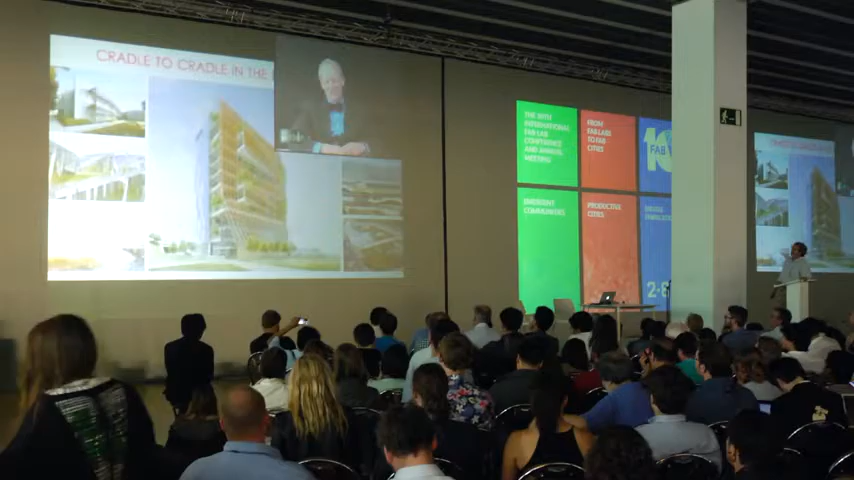 CRADLE TO CRADLE IN THE
THE 10TH
INTERNATIONAL
FAB LAB
CONFERENCE
AND ANNUAL
MEETING
FROM
FAB LABS
TO FAB
CITIES
10
FAB
EMERGENT
COMMUNITIES
PRODUCTIVE
CITIES
2-8